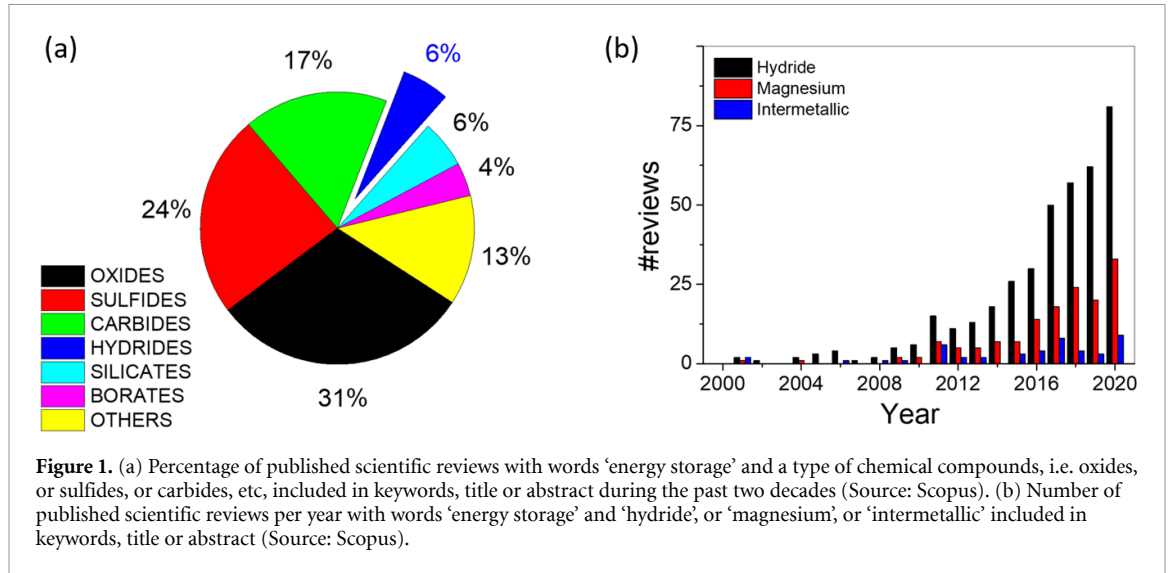 (a)
17%
6%
6%
4%
24%
13%
31%
OXIDES
SULFIDES
CARBIDES
HYDRIDES
SILICATES
BORATES
OTHERS
(b)
Hydride
Magnesium
Intermetallic
75
50
25
0
#reviews
2000 2004 2008 2012 2016 2020
Year
Figure 1. (a) Percentage of published scientific reviews with words ‘energy storage’ and a type of chemical compounds, i.e. oxides,
or sulfides, or carbides, etc, included in keywords, title or abstract during the past two decades (Source: Scopus). (b) Number of
published scientific reviews per year with words ‘energy storage’ and ‘hydride’, or ‘magnesium’, or ‘intermetallic’ included in
keywords, title or abstract (Source: Scopus).